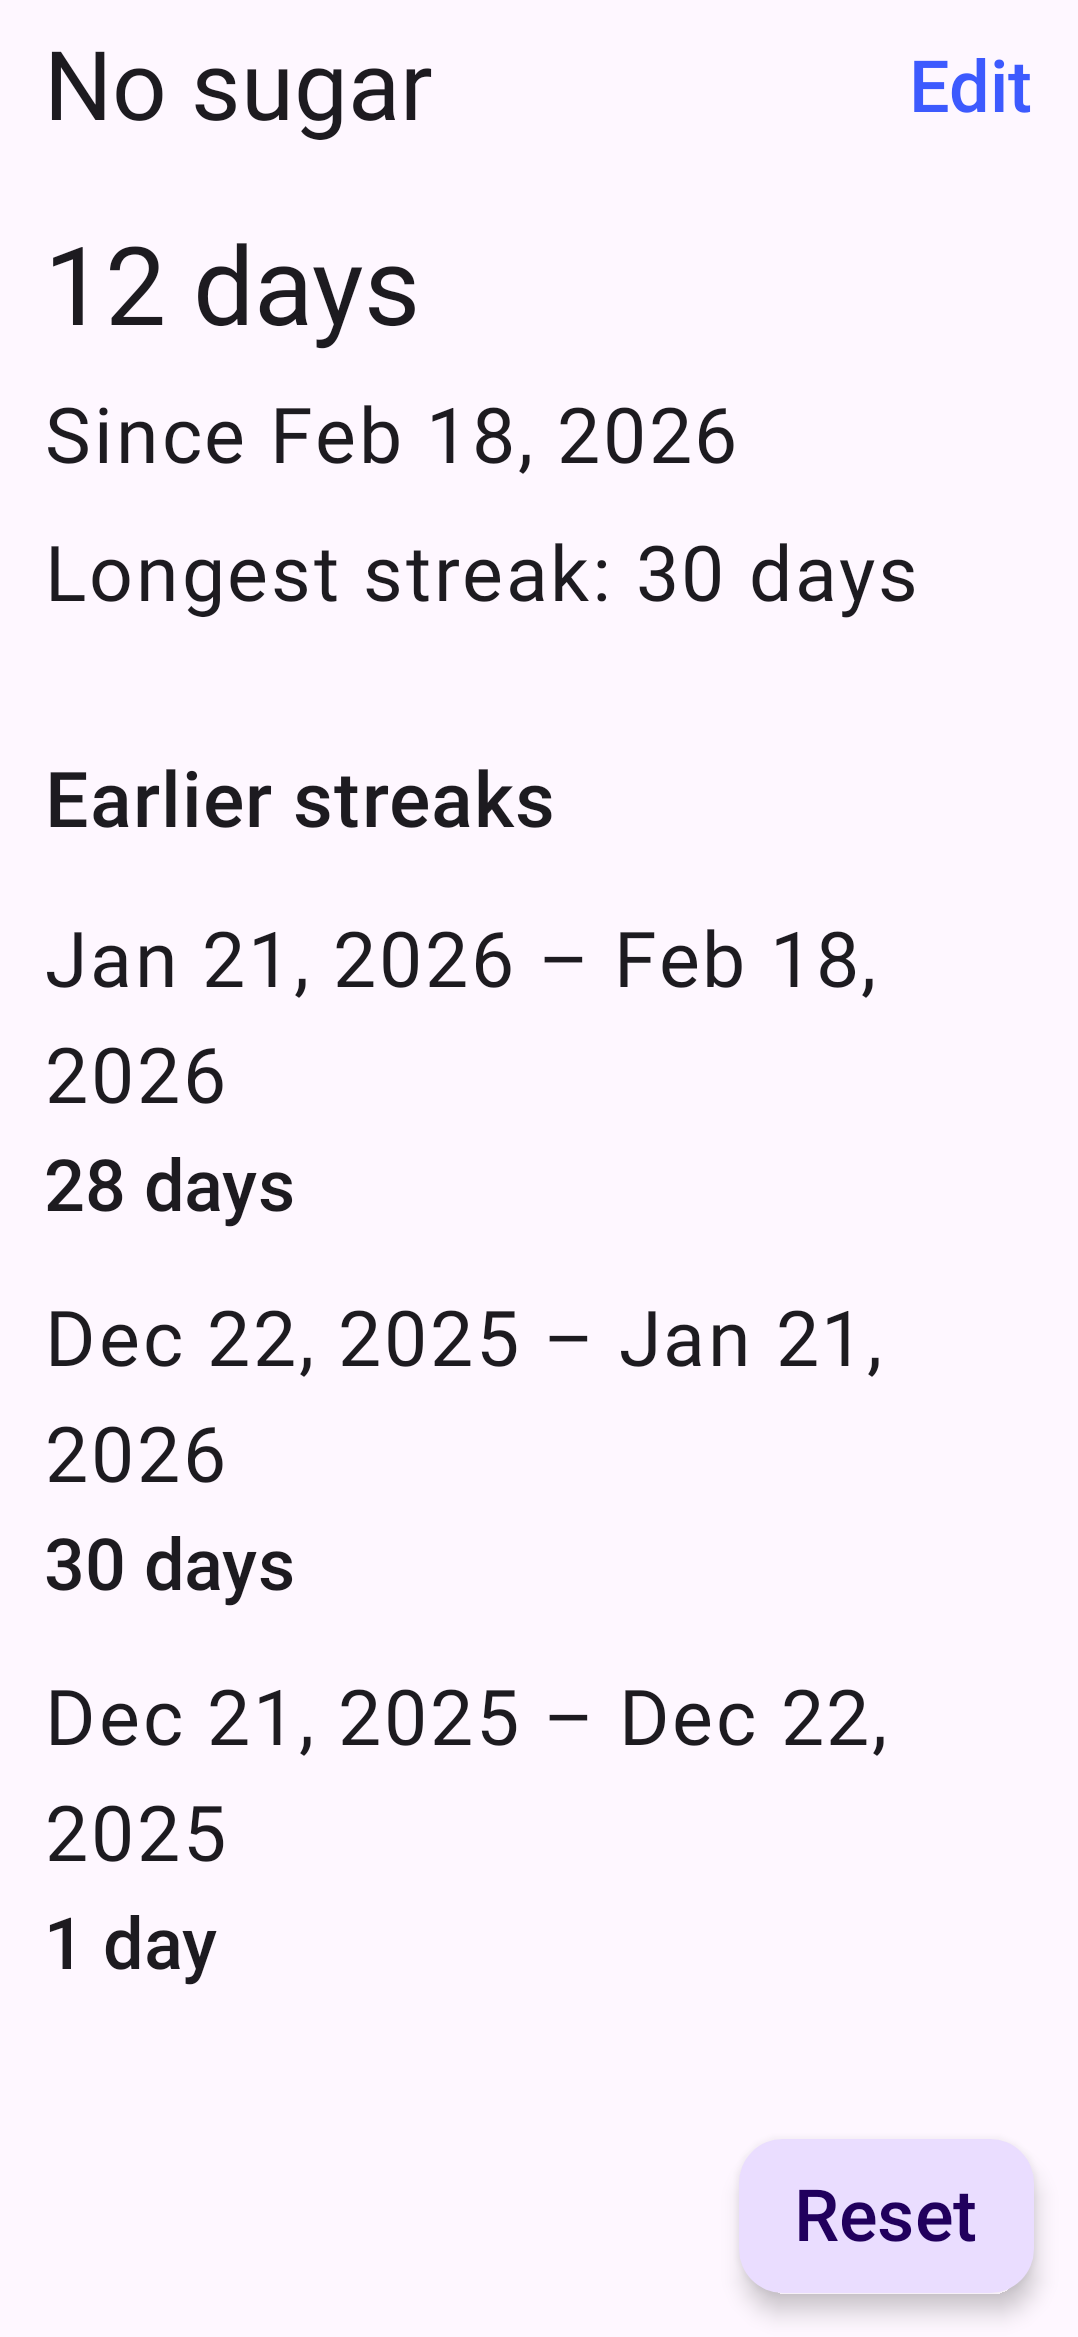 No sugar
Edit
12 days
Since Feb 18, 2026
Longest streak: 30 days
Earlier streaks
Jan 21, 2026 – Feb 18,
2026
28 days
Dec 22, 2025 – Jan 21,
2026
30 days
Dec 21, 2025 – Dec 22,
2025
1 day
Reset